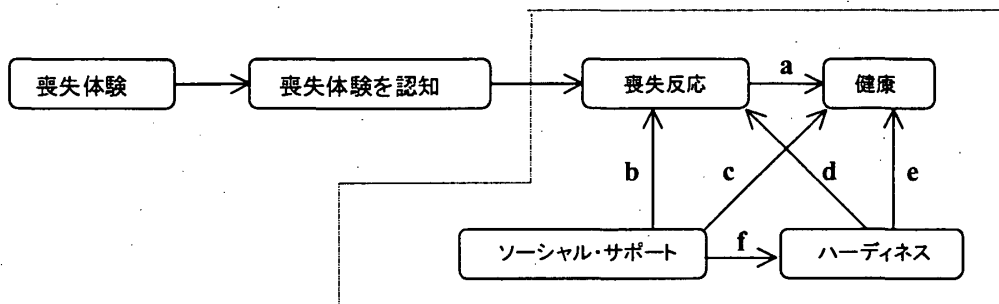 喪失体験
喪失体験を認知
喪失反応
a
健康
b
c
d
e
ソーシャル・サポート
f
ハーディネス